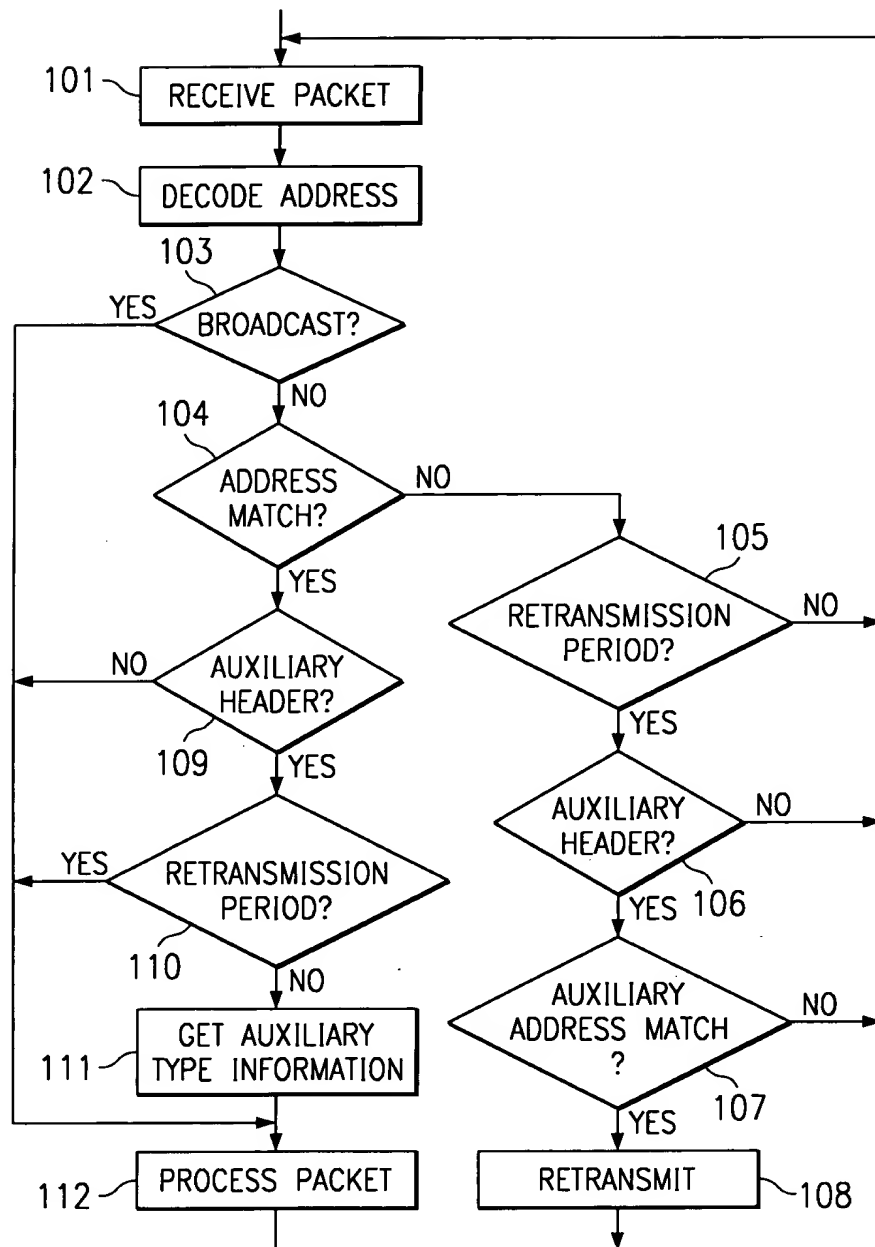 101
RECEIVE PACKET
102
DECODE ADDRESS
103
YES
BROADCAST?
NO
104
ADDRESS
MATCH?
NO
YES
105
RETRANSMISSION
PERIOD?
NO
YES
NO
AUXILIARY
HEADER?
109
YES
AUXILIARY
HEADER?
NO
106
YES
YES
RETRANSMISSION
PERIOD?
110
NO
AUXILIARY
ADDRESS MATCH
?
NO
107
YES
111
GET AUXILIARY
TYPE INFORMATION
112
PROCESS PACKET
RETRANSMIT
108